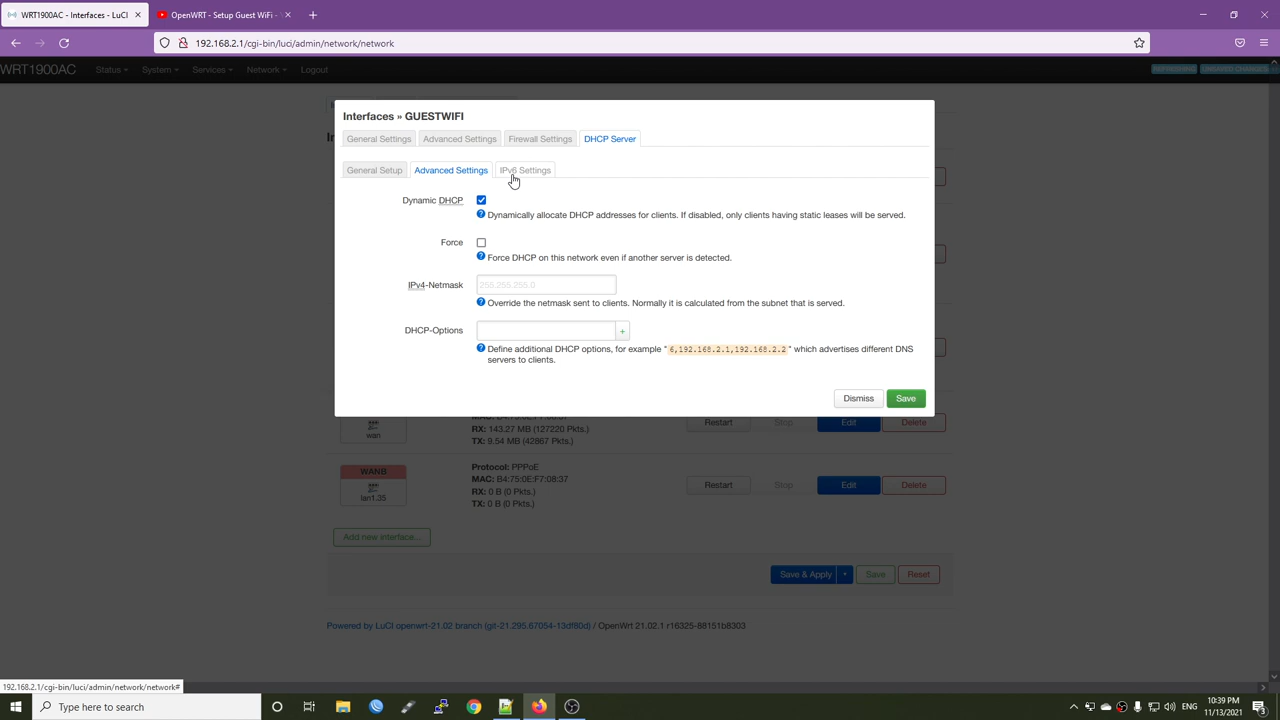 WRT1900AC - Interfaces - LuCI
OpenWRT - Setup Guest WiFi -
192.168.2.1/cgi-bin/luci/admin/network/network
WRT1900AC
Status
System
Services
Network
Logout
REFRESHING
UNSAVED CHANGES:
Interfaces » GUESTWIFI
General Settings
Advanced Settings
Firewall Settings
DHCP Server
General Setup
Advanced Settings
IPv6 Settings
Dynamic DHCP
Dynamically allocate DHCP addresses for clients. If disabled, only clients having static leases will be served.
Force
Force DHCP on this network even if another server is detected.
IPv4-Netmask
255.255.255.0
Override the netmask sent to clients. Normally it is calculated from the subnet that is served.
DHCP-Options
+
Define additional DHCP options, for example "6,192.168.2.1,192.168.2.2" which advertises different DNS
servers to clients.
Dismiss
Save
wan
RX: 143.27 MB (127220 Pkts.)
TX: 9.54 MB (42867 Pkts.)
Restart
Stop
Edit
Delete
WANB
lan1.35
Protocol: PPPoE
MAC: B4:75:0E:F7:08:37
RX: 0 B (0 Pkts.)
TX: 0 B (0 Pkts.)
Restart
Stop
Edit
Delete
Add new interface...
Save & Apply
Save
Reset
Powered by LuCI openwrt-21.02 branch (git-21.295.67054-13df80d) / OpenWrt 21.02.1 r16325-88151b8303
192.168.2.1/cgi-bin/luci/admin/network/network#
Type here to search
ENG
10:39 PM
11/13/2021
3